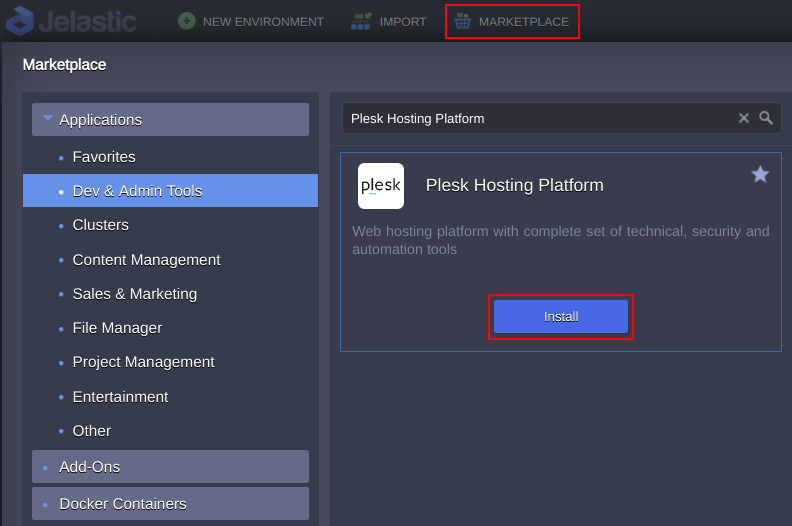 Jelastic NEW ENVIRONMENT IMPORT MARKETPLACE
Marketplace
Applications
Favorites
Dev & Admin Tools
Clusters
Content Management
Sales & Marketing
File Manager
Project Management
Entertainment
Other
Add-Ons
Docker Containers
Plesk Hosting Platform
plesk Plesk Hosting Platform
Web hosting platform with complete set of technical, security and
automation tools
Install